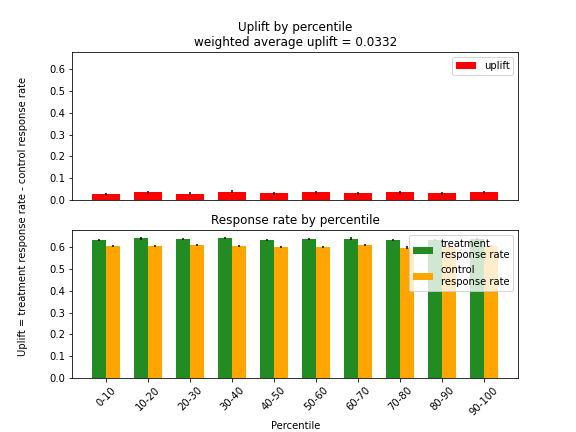 Uplift by percentile
weighted average uplift = 0.0332
Uplift = treatment response rate - control response rate
0.6
0.5
0.4
0.3
0.2
0.1
0.0
uplift
Response rate by percentile
0.6
0.5
0.4
0.3
0.2
0.1
0.0
treatment
response rate
control
response rate
0-10
10-20
20-30
30-40
40-50
50-60
60-70
70-80
80-90
90-100
Percentile